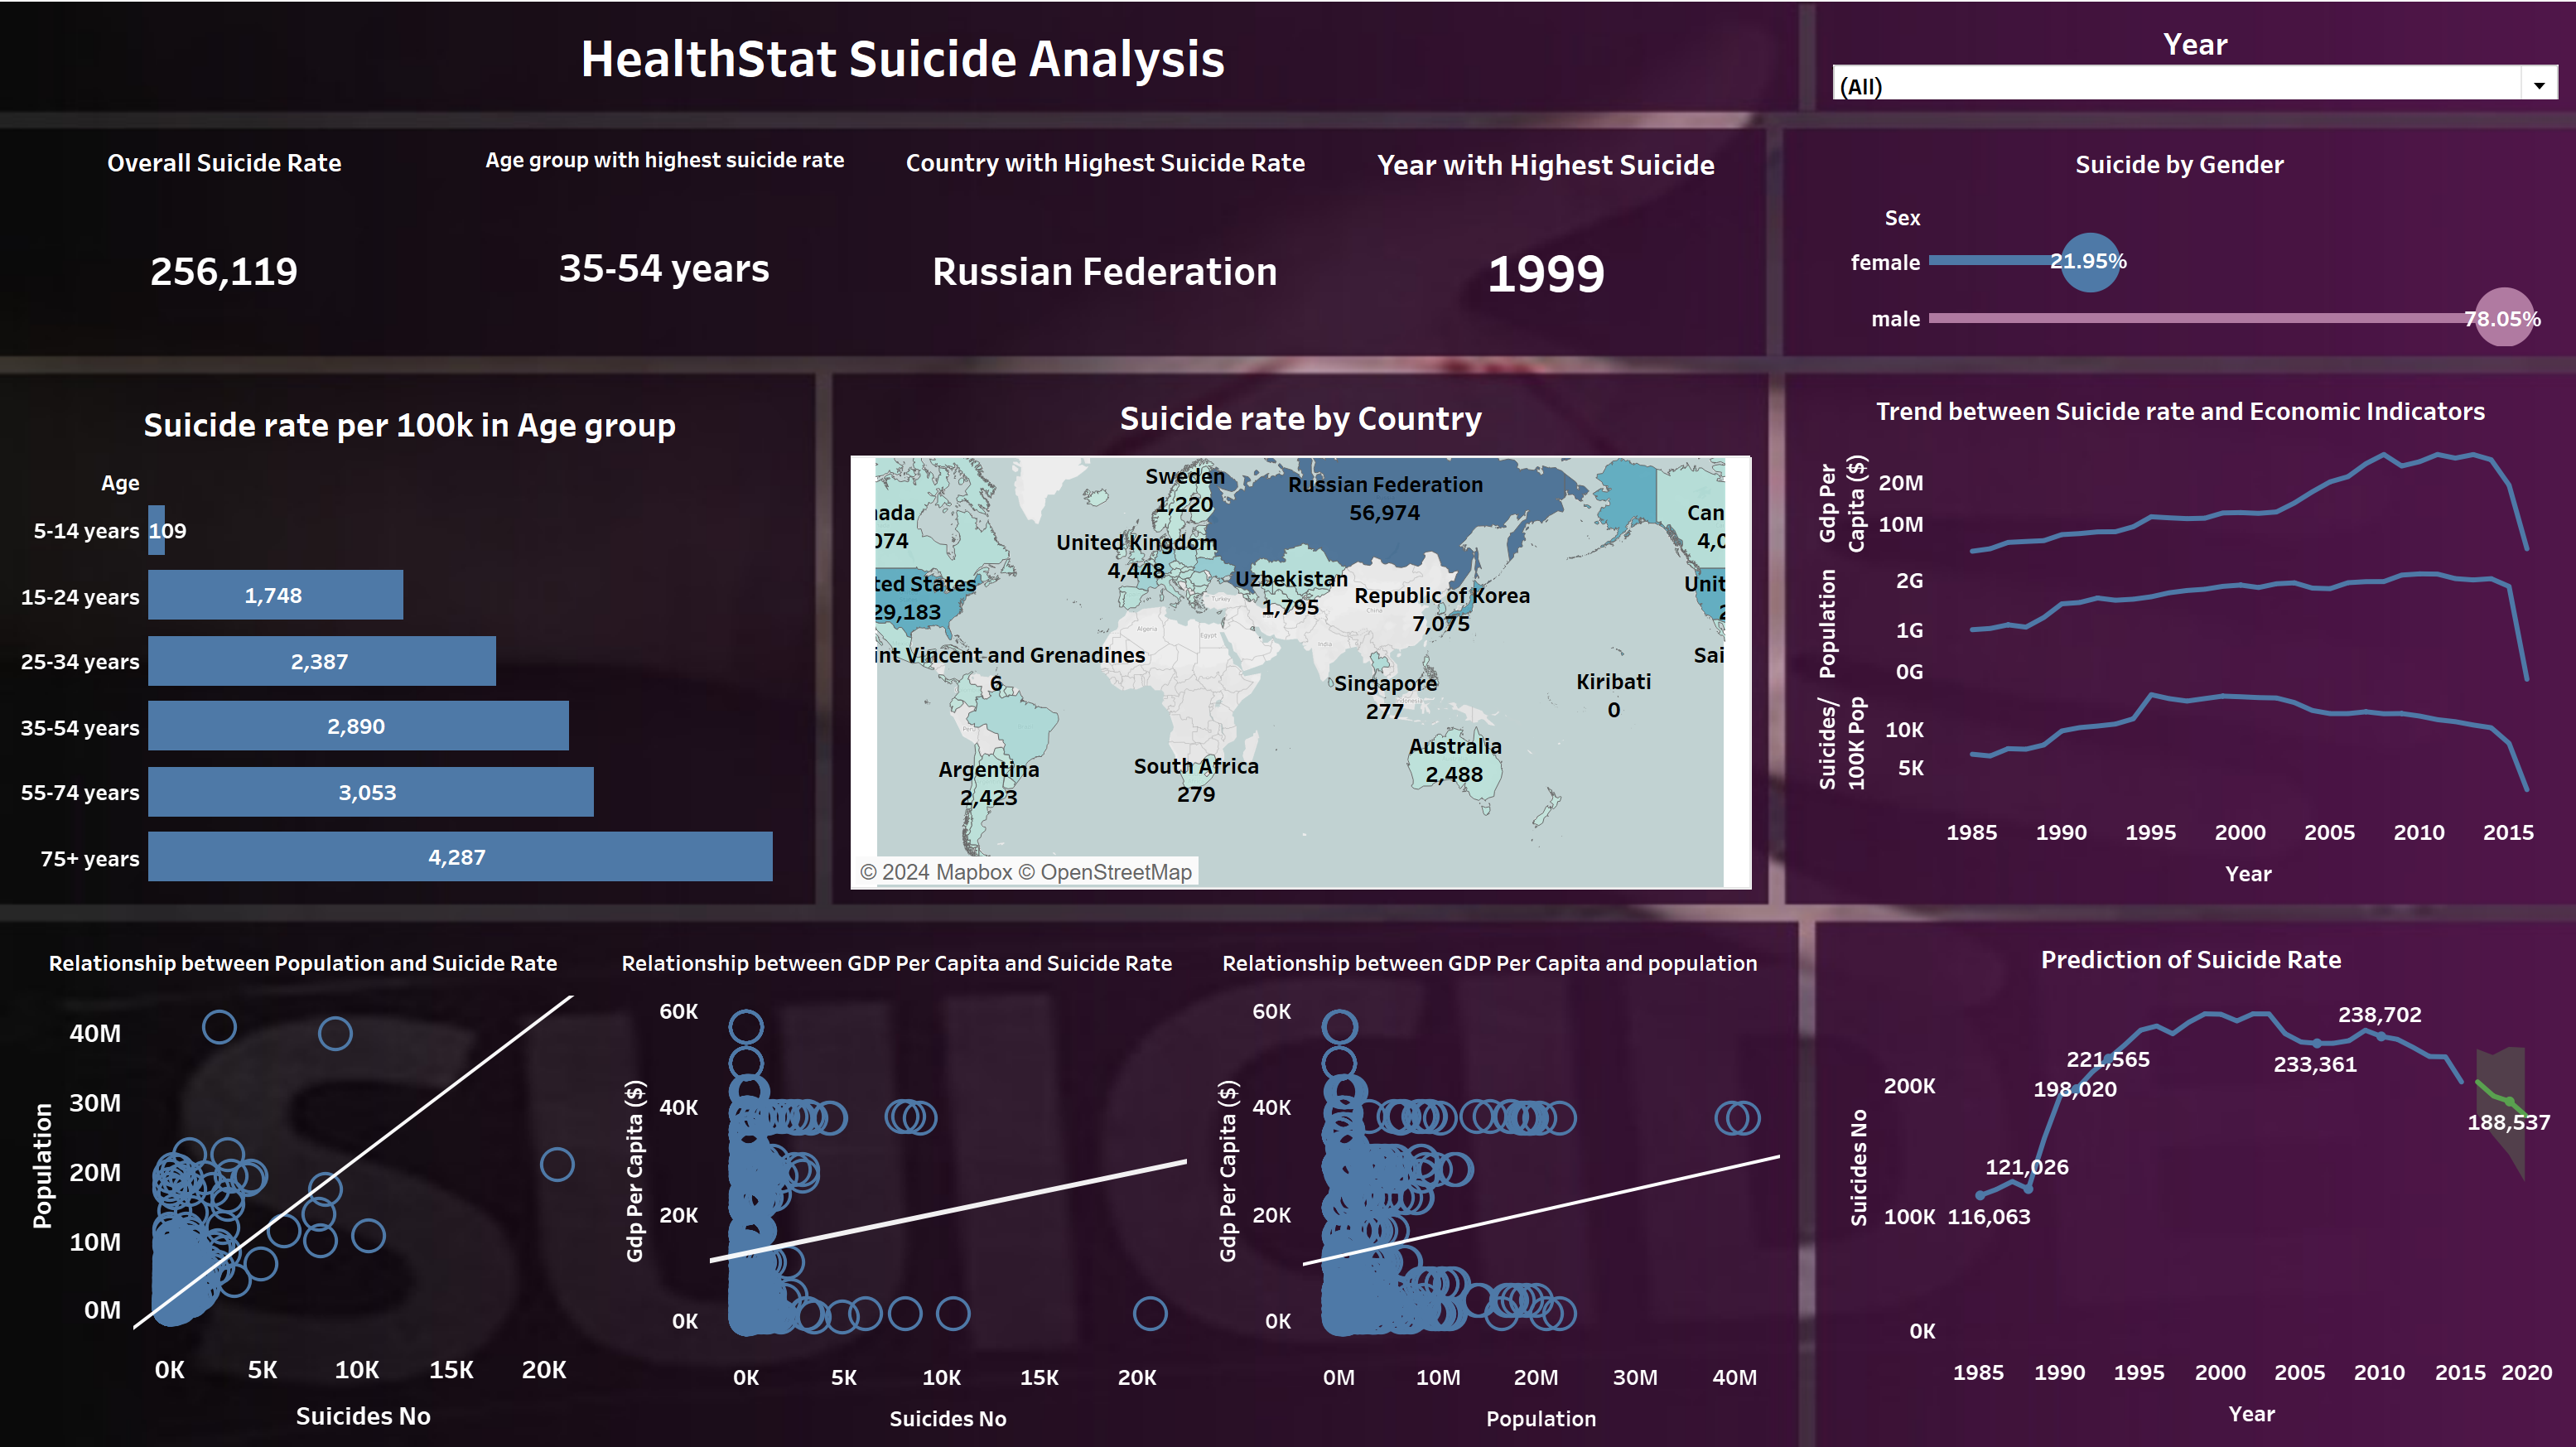 HealthStat Suicide Analysis
Year
(All)
Overall Suicide Rate
256,119
Age group with highest suicide rate
35-54 years
Country with Highest Suicide Rate
Russian Federation
Year with Highest Suicide
1999
Suicide by Gender
Sex
female
21.95%
male
78.05%
Suicide rate per 100k in Age group
Age
5-14 years
109
15-24 years
1,748
25-34 years
2,387
35-54 years
2,890
55-74 years
3,053
75+ years
4,287
Suicide rate by Country
Sweden
1,220
Russian Federation
56,974
nada
074
Can
4,0
United Kingdom
4,448
ted States
29,183
Uzbekistan
1,795
Republic of Korea
7,075
Unit
2
int Vincent and Grenadines
6
Sai
Singapore
277
Kiribati
0
Argentina
2,423
South Africa
279
Australia
2,488
Algeria
Egypt
Turkey
China
India
© 2024 Mapbox © OpenStreetMap
Trend between Suicide rate and Economic Indicators
Gdp Per
Capita ($)
20M
10M
Population
2G
1G
0G
Suicides/
100K Pop
10K
5K
1985 1990 1995 2000 2005 2010 2015
Year
Relationship between Population and Suicide Rate
Population
40M
30M
20M
10M
0M
0K 5K 10K 15K 20K
Suicides No
Relationship between GDP Per Capita and Suicide Rate
Gdp Per Capita ($)
60K
40K
20K
0K
0K 5K 10K 15K 20K
Suicides No
Relationship between GDP Per Capita and population
Gdp Per Capita ($)
60K
40K
20K
0K
0M 10M 20M 30M 40M
Population
Prediction of Suicide Rate
Suicides No
200K
100K
0K
116,063
121,026
198,020
221,565
233,361
238,702
188,537
1985 1990 1995 2000 2005 2010 2015 2020
Year
SUICID